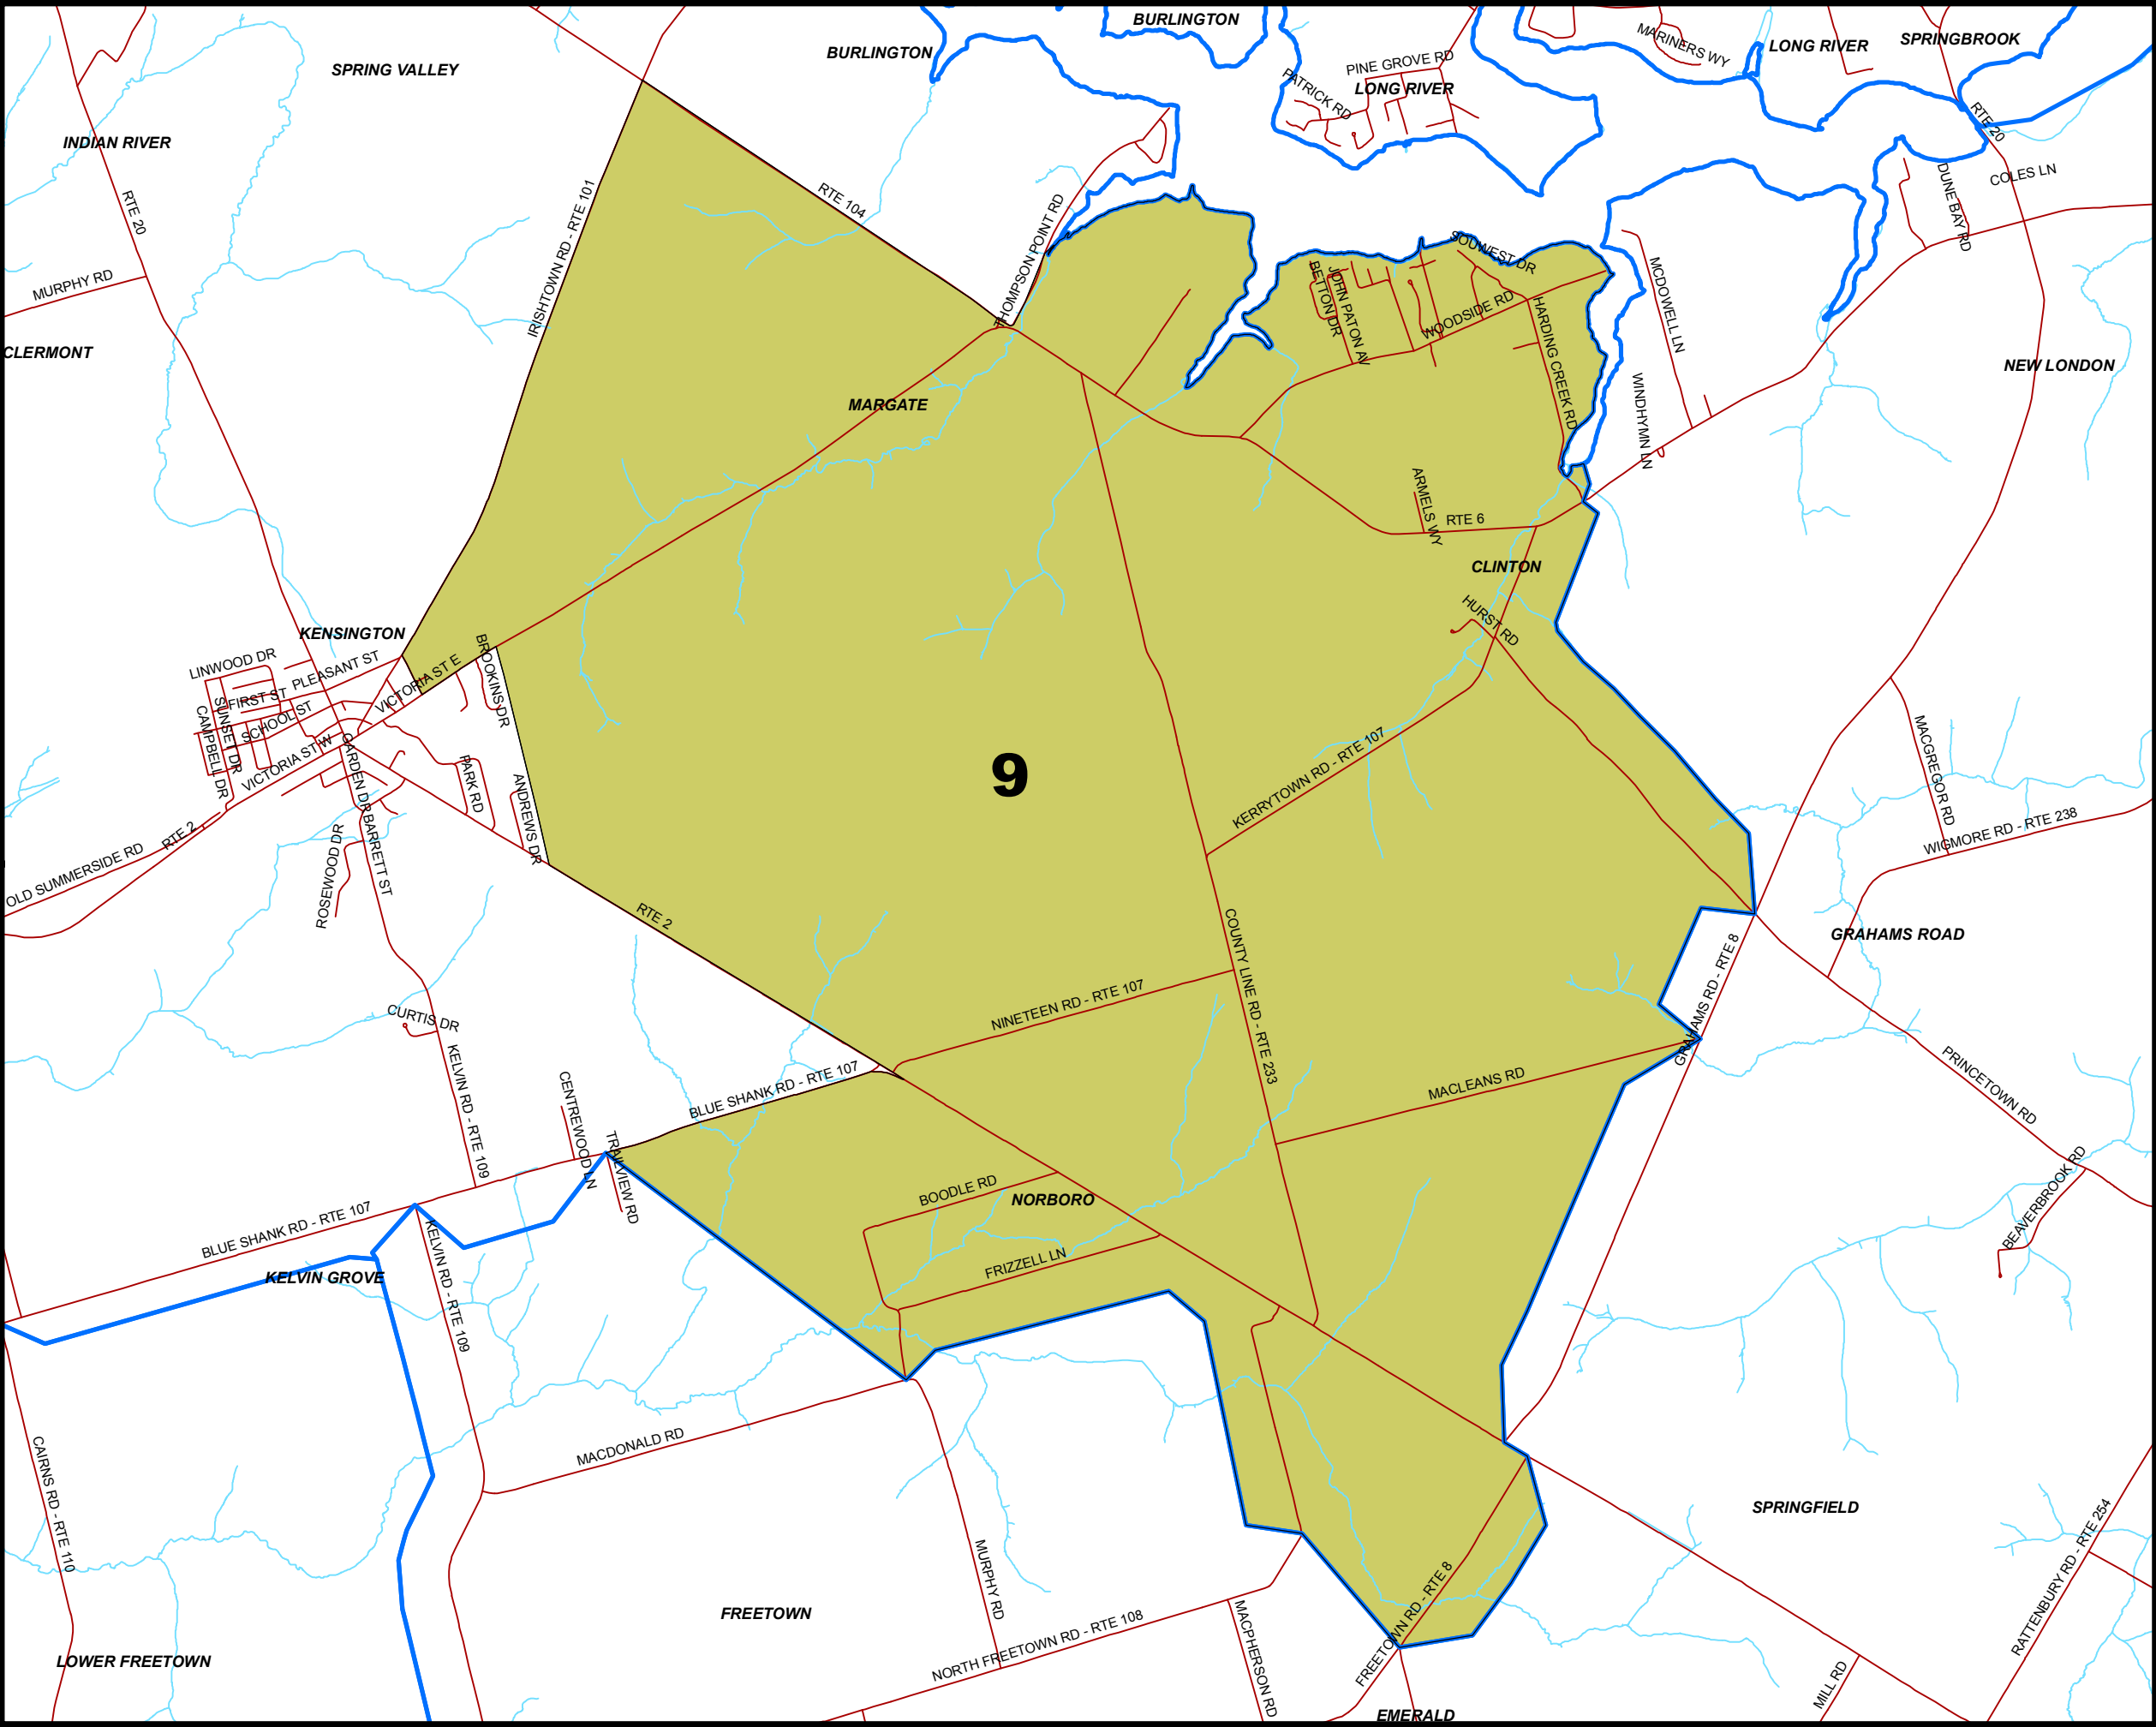 BURLINGTON
BURLINGTON
SPRING VALLEY
INDIAN RIVER
LONG RIVER
SPRINGBROOK
MARINERS WY
PINE GROVE RD
LONG RIVER
PATRICK RD
RTE 20
COLES LN
DUNE BAY RD
RTE 20
MURPHY RD
CLERMONT
IRISHTOWN RD - RTE 101
RTE 104
THOMPSON POINT RD
SOUWEST DR
BETTON DR
JOHN PATON AV
WOODSIDE RD
HARDING CREEK RD
MCDOWELL LN
WINDHYMN LN
NEW LONDON
MARGATE
ARMELS WY
RTE 6
CLINTON
HURST RD
KENSINGTON
LINWOOD DR
PLEASANT ST
FIRST ST
SUNSET DR
SCHOOL ST
CAMPBELL DR
VICTORIA ST E
VICTORIA ST W
BROOKINS DR
GARDEN DR
PARK RD
ANDREWS DR
BARRETT ST
ROSEWOOD DR
RTE 2
OLD SUMMERSIDE RD
9
KERRYTOWN RD - RTE 107
MACGREGOR RD
WIGMORE RD - RTE 238
GRAHAMS ROAD
RTE 2
COUNTY LINE RD - RTE 233
NINETEEN RD - RTE 107
GRAHAMS RD - RTE 8
CURTIS DR
KELVIN RD - RTE 109
CENTREWOOD LN
TRAILVIEW RD
BLUE SHANK RD - RTE 107
MACLEANS RD
PRINCETOWN RD
BEAVERBROOK RD
BOODLE RD
NORBORO
FRIZZELL LN
BLUE SHANK RD - RTE 107
KELVIN GROVE
KELVIN RD - RTE 109
MACDONALD RD
CAIRNS RD - RTE 110
MURPHY RD
SPRINGFIELD
RATTENBURY RD - RTE 254
FREETOWN
LOWER FREETOWN
NORTH FREETOWN RD - RTE 108
MACPHERSON RD
FREETOWN RD - RTE 8
MILL RD
EMERALD